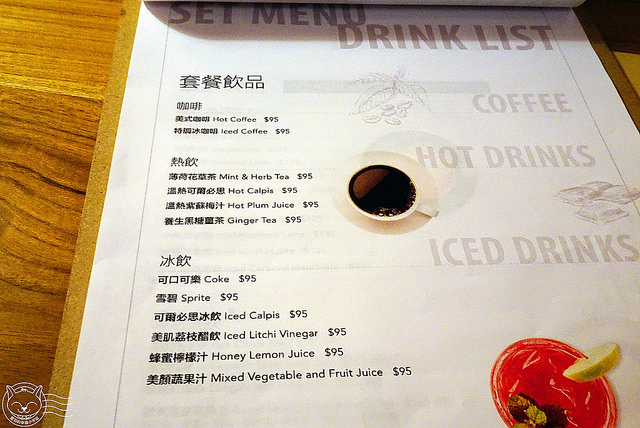 SET MENU
DRINK LIST
套餐飲品
COFFEE
咖啡
美式咖啡 Hot Coffee $95
特調冰咖啡 Iced Coffee $95
HOT DRINKS
熱飲
薄荷花草茶 Mint & Herb Tea $95
溫熱可爾必思 Hot Calpis $95
溫熱紫蘇梅汁 Hot Plum Juice $95
養生黑糖薑茶 Ginger Tea $95
ICED DRINKS
冰飲
可口可樂 Coke $95
雪碧 Sprite $95
可爾必思冰飲 Iced Calpis $95
美肌荔枝醋飲 Iced Litchi Vinegar $95
蜂蜜檸檬汁 Honey Lemon Juice $95
美顏蔬果汁 Mixed Vegetable and Fruit Juice $95